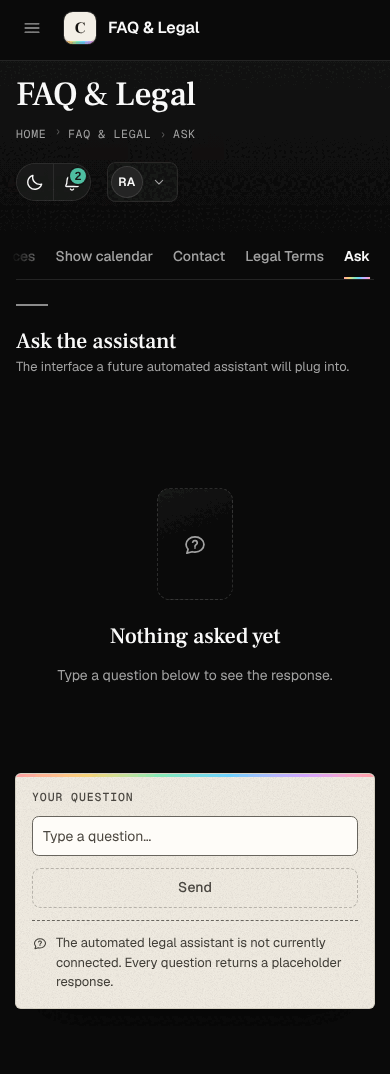 C FAQ & Legal
FAQ & Legal
HOME › FAQ & LEGAL › ASK
2
RA
ces Show calendar Contact Legal Terms Ask
Ask the assistant
The interface a future automated assistant will plug into.
Nothing asked yet
Type a question below to see the response.
YOUR QUESTION
Type a question…
Send
The automated legal assistant is not currently
connected. Every question returns a placeholder
response.